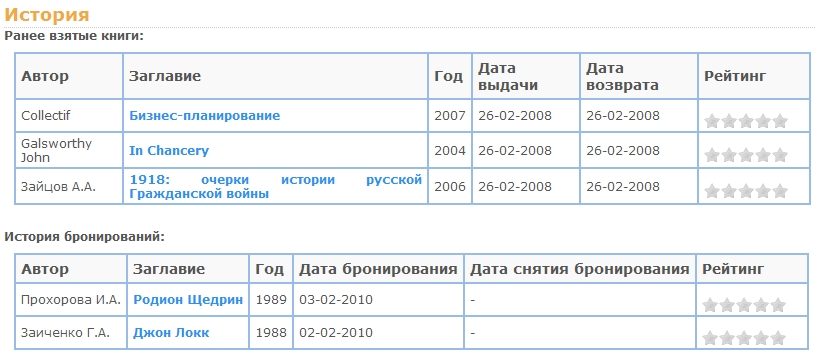 История
Ранее взятые книги:
Автор Заглавие Год Дата выдачи Дата возврата Рейтинг
Collectif Бизнес-планирование 2007 26-02-2008 26-02-2008
Galsworthy John In Chancery 2004 26-02-2008 26-02-2008
Зайцов А.А. 1918: очерки истории русской Гражданской войны 2006 26-02-2008 26-02-2008
История бронирований:
Автор Заглавие Год Дата бронирования Дата снятия бронирования Рейтинг
Прохорова И.А. Родион Щедрин 1989 03-02-2010 -
Заиченко Г.А. Джон Локк 1988 02-02-2010 -